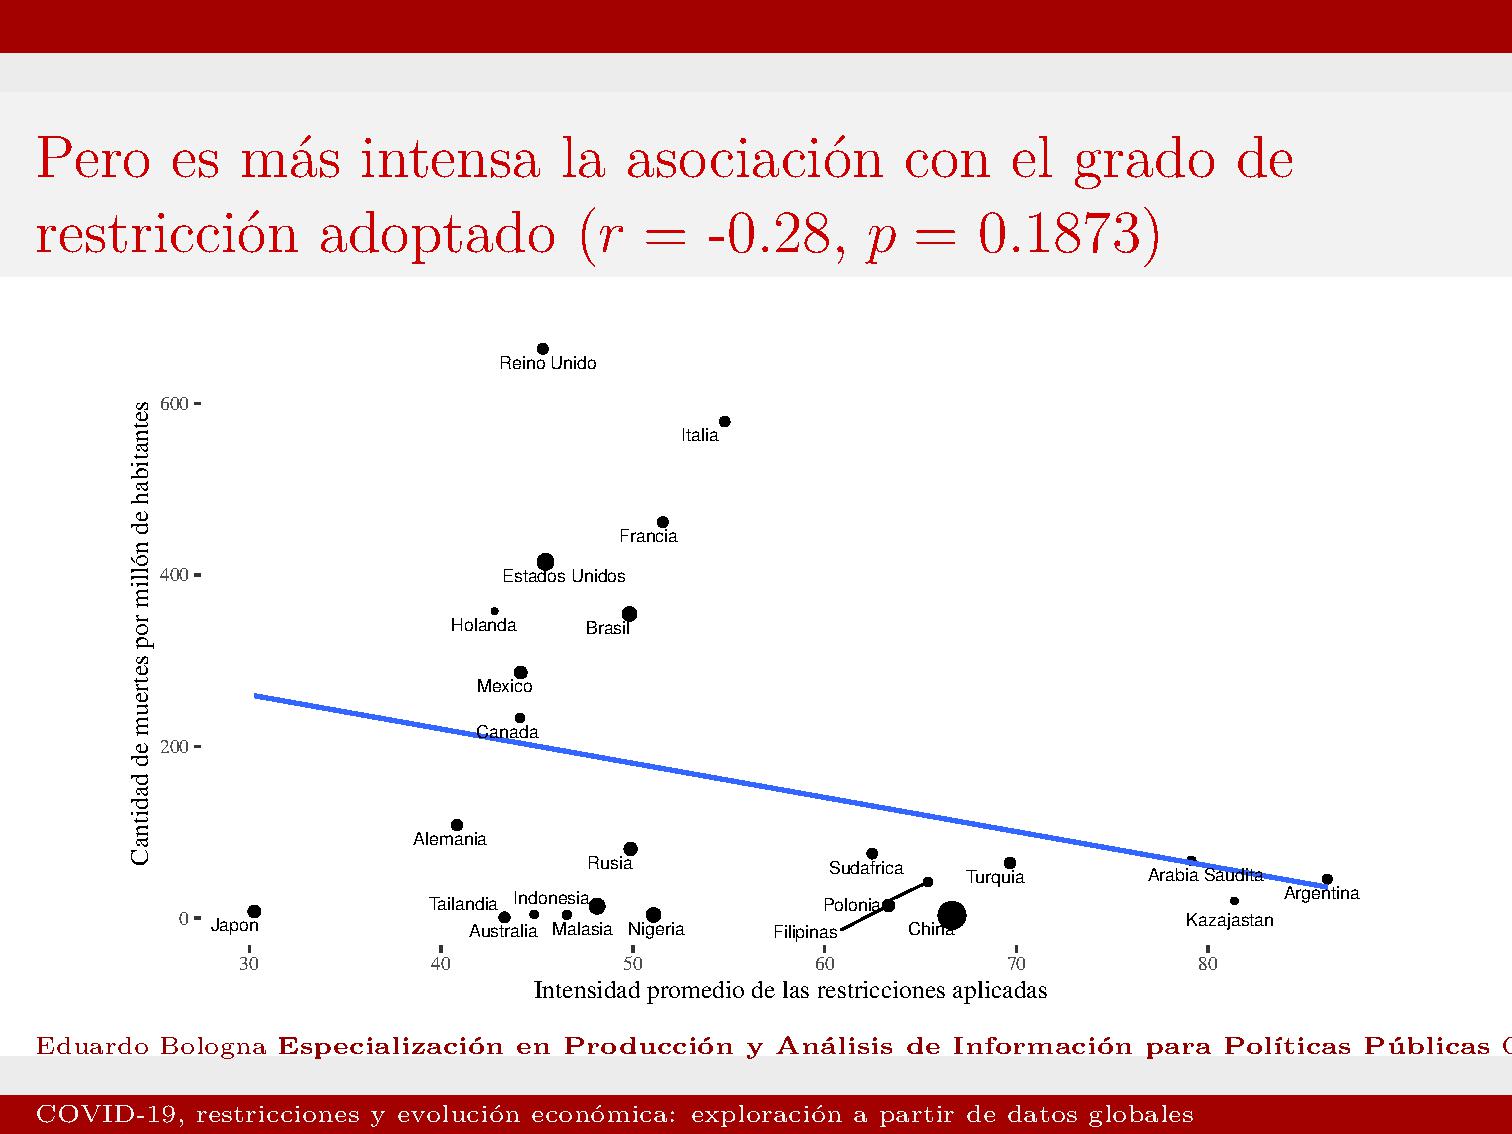 Pero es más intensa la asociación con el grado de
restricción adoptado (r = -0.28, p = 0.1873)
Reino Unido
600
Italia
Francia
400
Estados Unidos
Holanda
Brasil
Mexico
Canada
200
Alemania
Rusia
Sudafrica
Turquia
Arabia Saudita
Argentina
Tailandia
Indonesia
Polonia
0
Japon
Australia
Malasia
Nigeria
Filipinas
China
Kazajastan
Cantidad de muertes por millón de habitantes
30 40 50 60 70 80
Intensidad promedio de las restricciones aplicadas
Eduardo Bologna Especialización en Producción y Análisis de Información para Políticas Públicas
COVID-19, restricciones y evolución económica: exploración a partir de datos globales